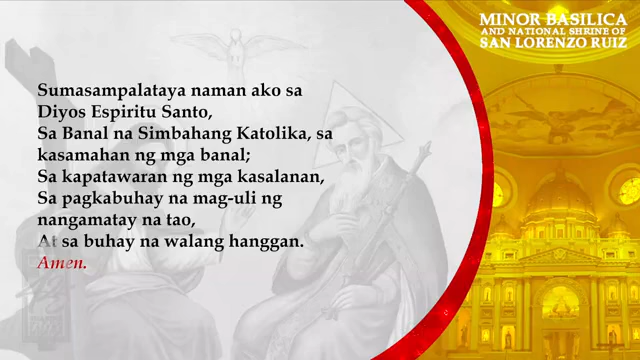 MINOR BASILICA
AND NATIONAL SHRINE OF
SAN LORENZO RUIZ
Sumasampalataya naman ako sa
Diyos Espiritu Santo,
Sa Banal na Simbahang Katolika, sa
kasamahan ng mga banal;
Sa kapatawaran ng mga kasalanan,
Sa pagkabuhay na mag-uli ng
nangamatay na tao,
At sa buhay na walang hanggan.
Amen.